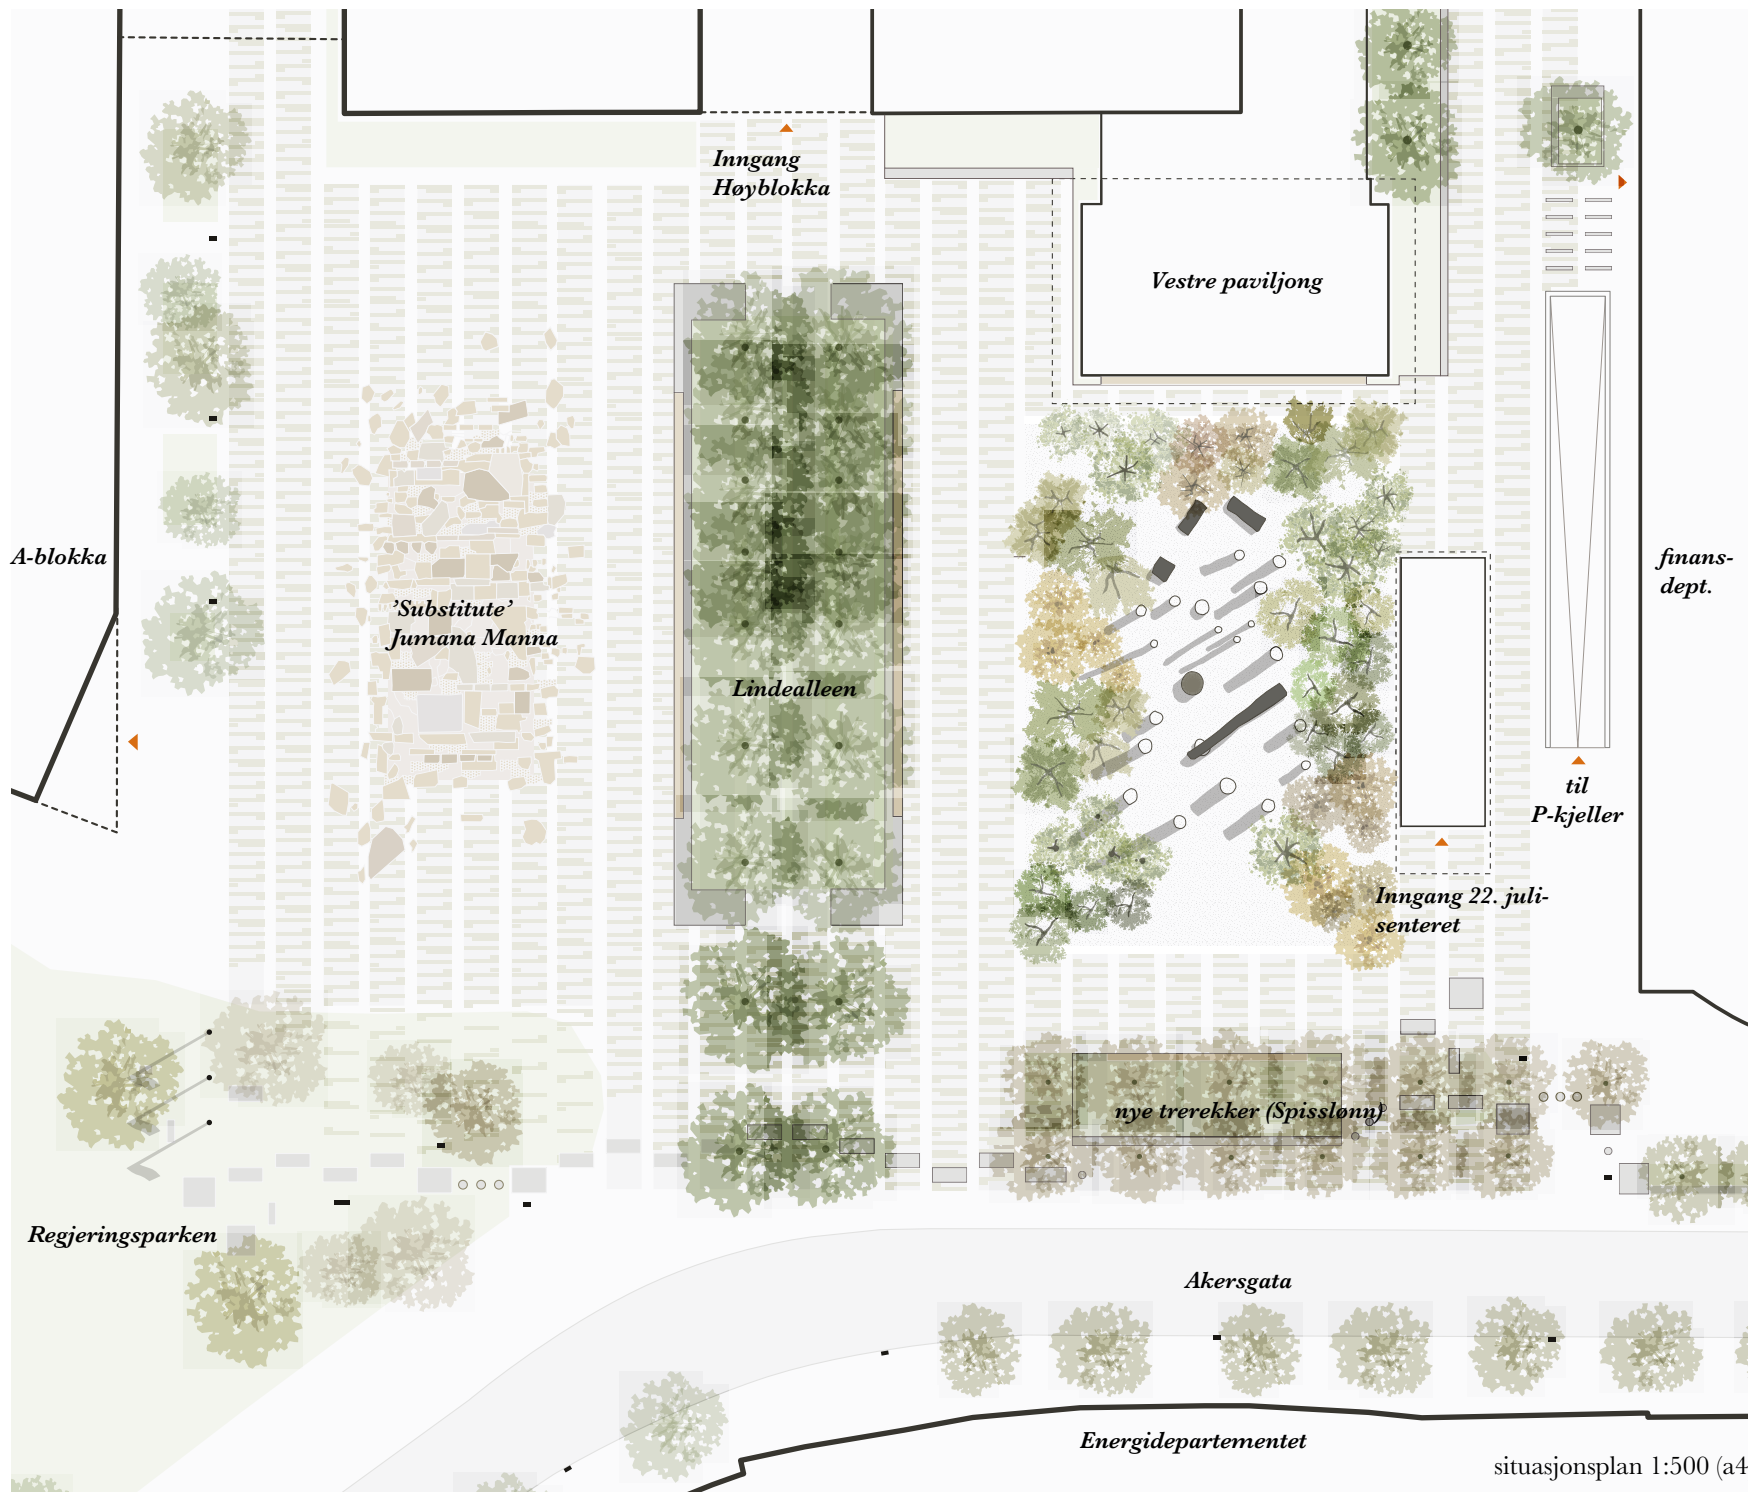 Inngang
Høyblokka
Vestre paviljong
A-blokka
finans-
dept.
’Substitute’
Jumana Manna
Lindealleen
til
P-kjeller
Inngang 22. juli-
senteret
nye trerekker (Spisslønn)
Regjeringsparken
Akersgata
Energidepartementet
situasjonsplan 1:500 (a4